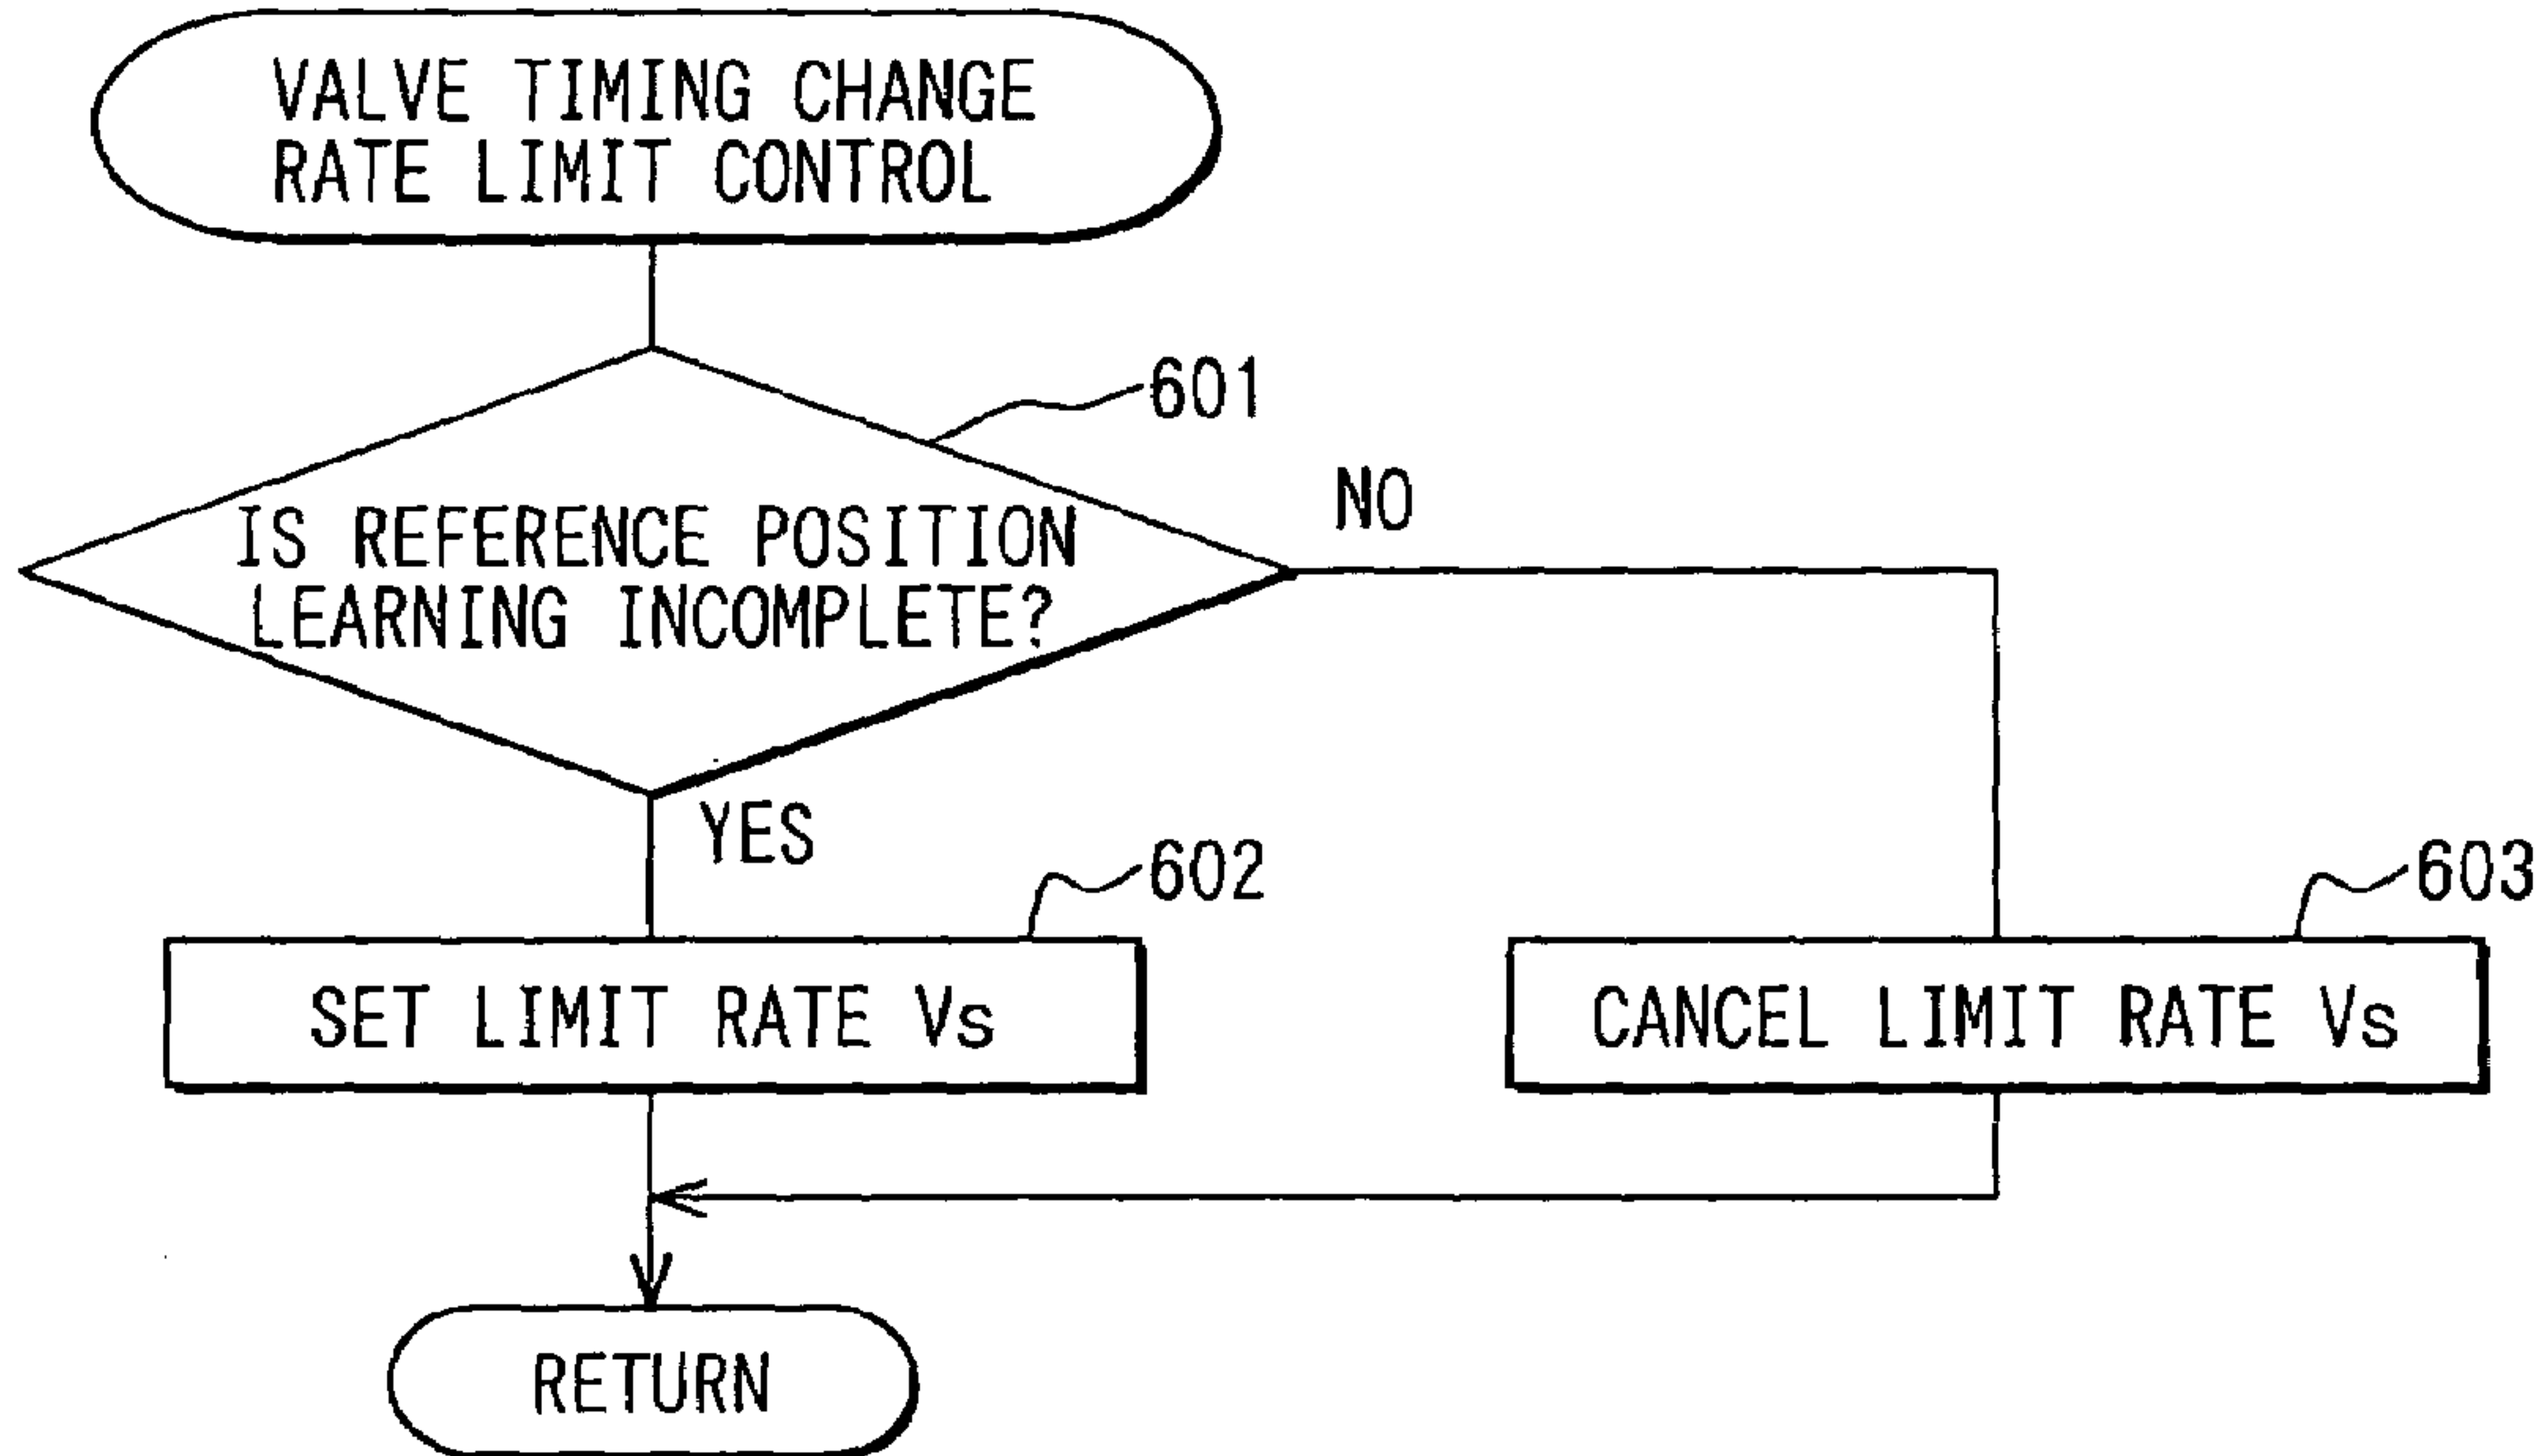 VALVE TIMING CHANGE
RATE LIMIT CONTROL
601
NO
IS REFERENCE POSITION
LEARNING INCOMPLETE?
YES
602
603
SET LIMIT RATE Vs
CANCEL LIMIT RATE Vs
RETURN